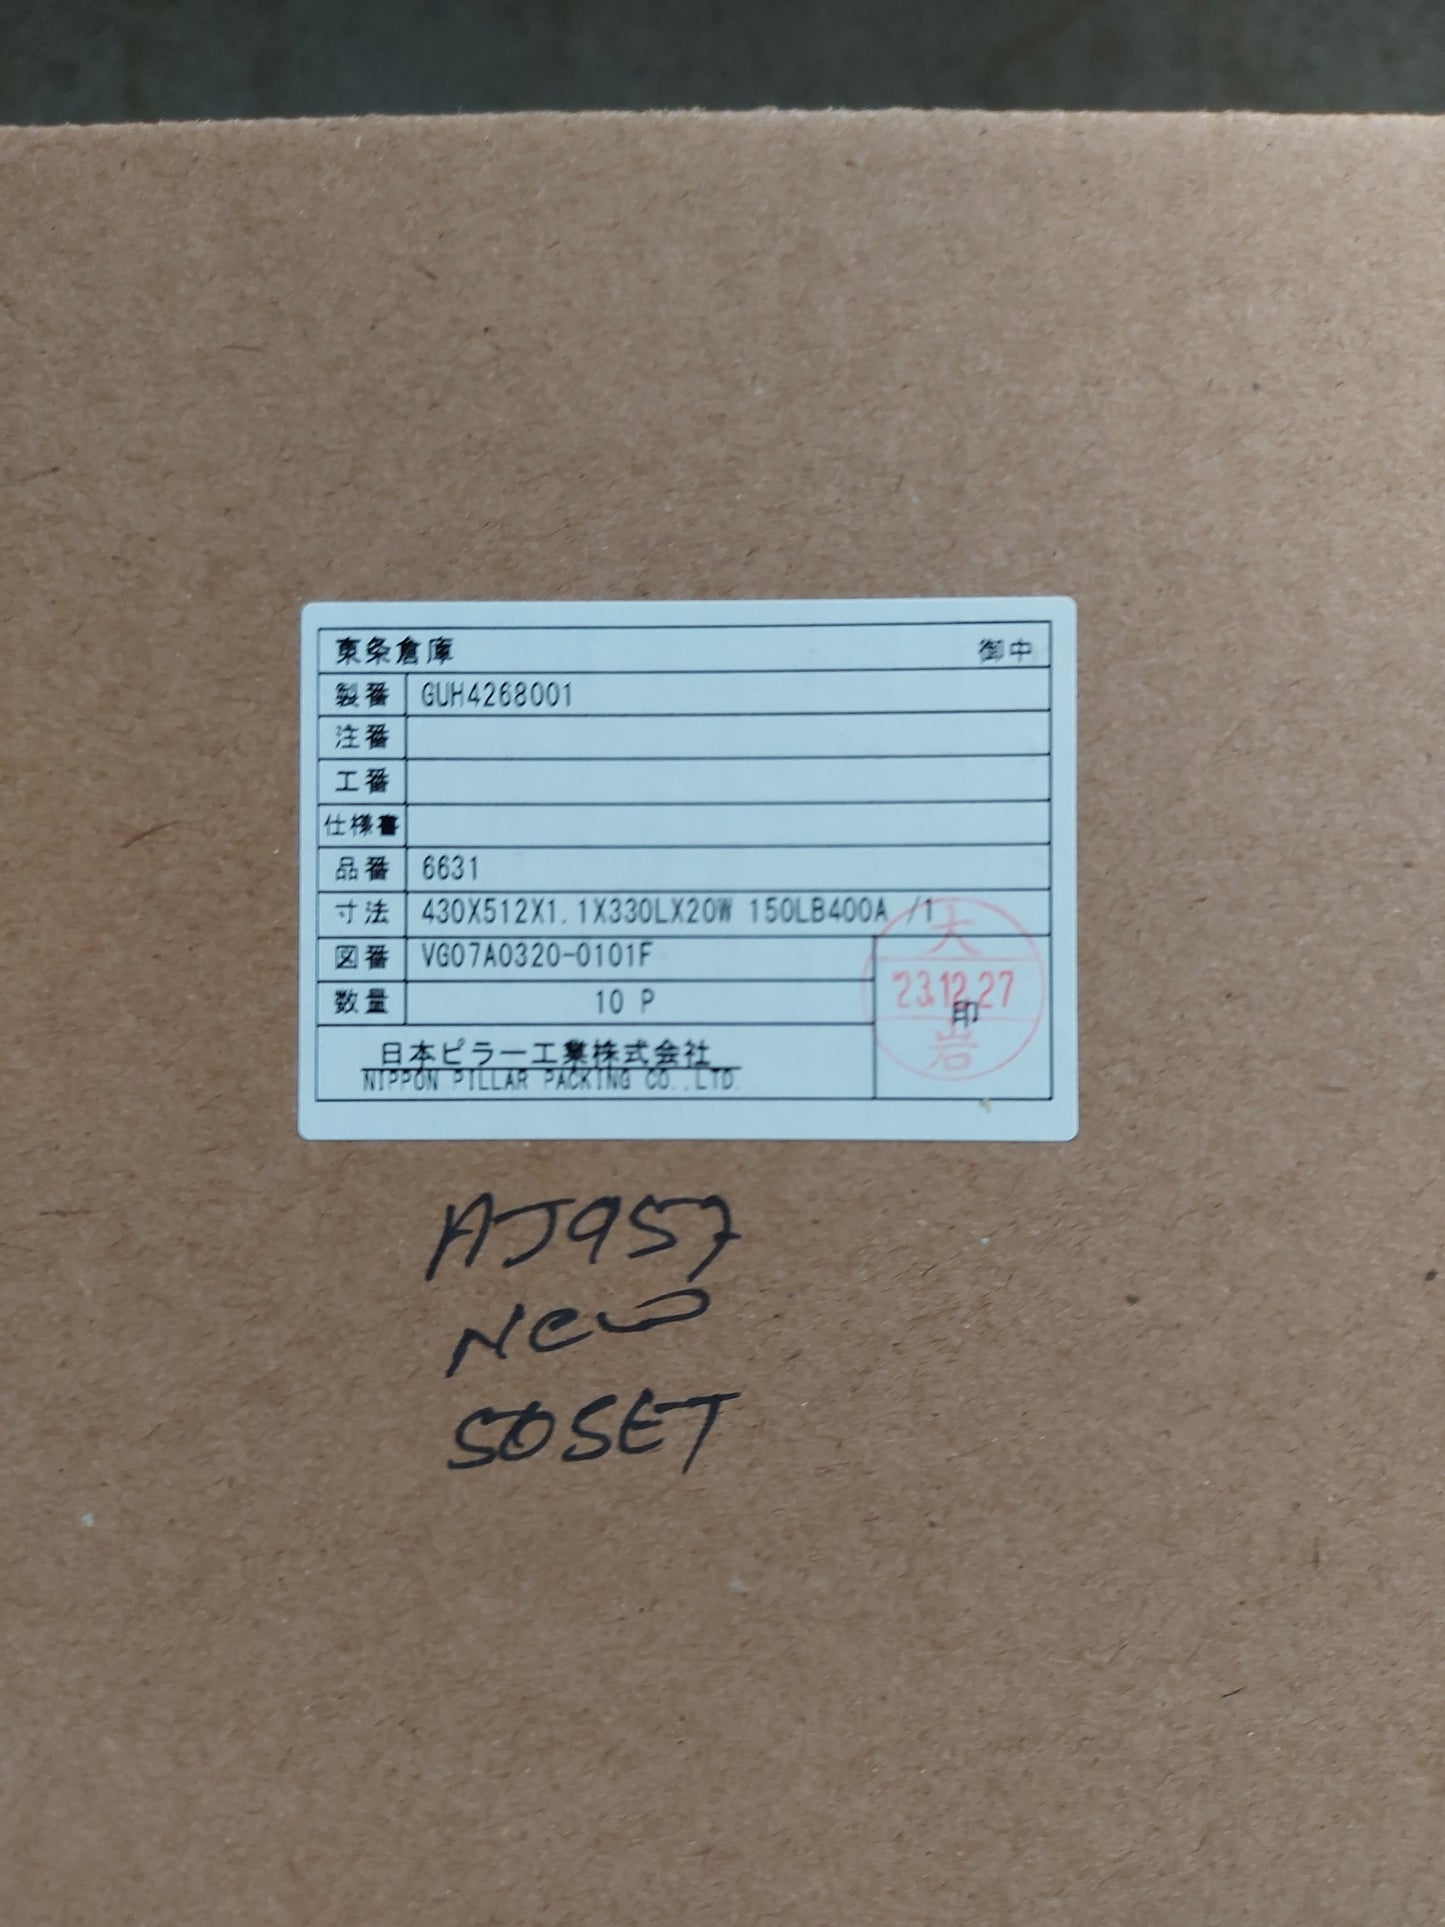 東条倉庫 御中
製番 GUH4268001
注番
工番
仕様書
品番 6631
寸法 430X512X1.1X330LX20W 150LB400A /1
図番 VG07A0320-0101F
数量 10 P
大
'23.12.27
印
岩
日本ピラー工業株式会社
NIPPON PILLAR PACKING CO.,LTD.
AJ957
New
50SET